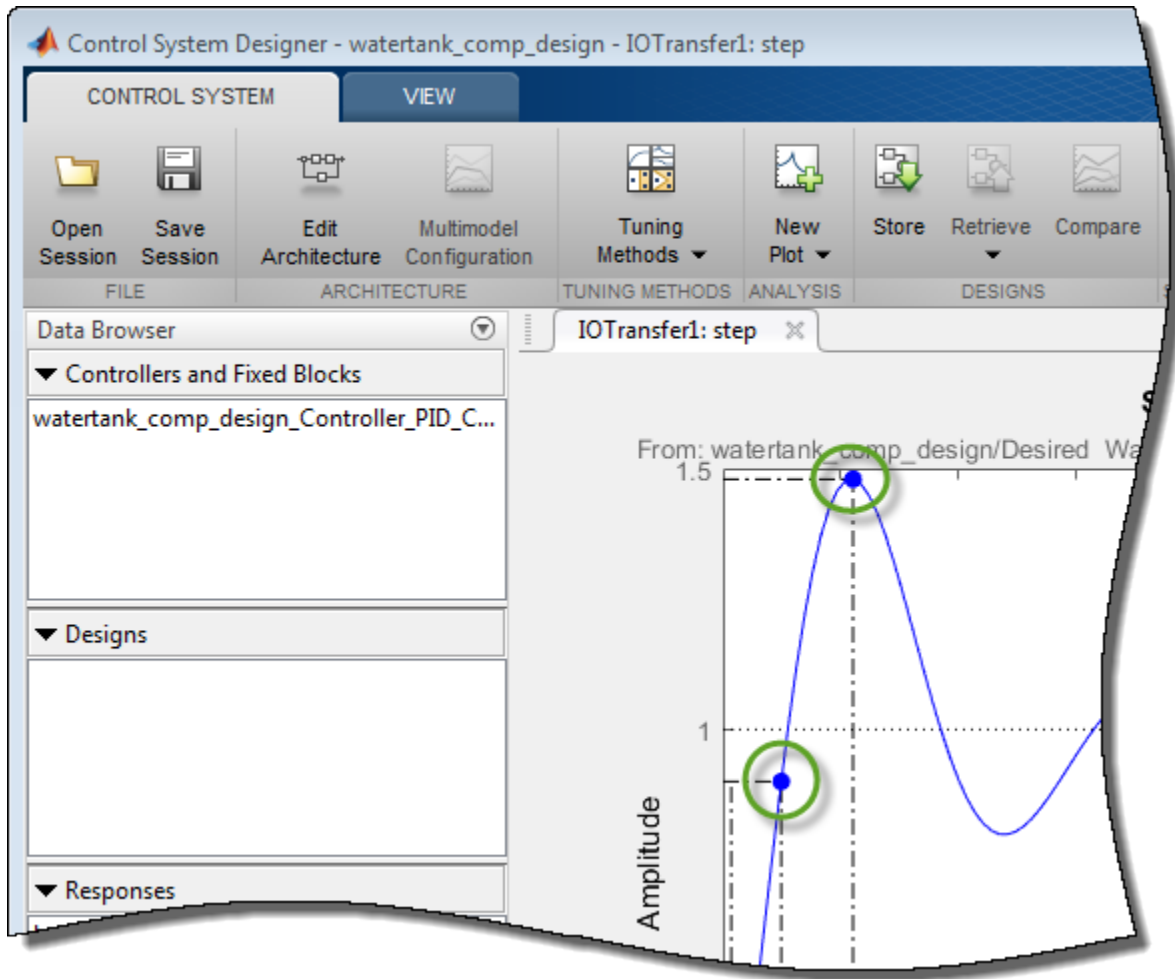 Control System Designer - watertank_comp_design - IOTransfer1: step
CONTROL SYSTEM
VIEW
Open Session
Save Session
Edit Architecture
Multimodel Configuration
Tuning Methods
New Plot
Store
Retrieve
Compare
FILE
ARCHITECTURE
TUNING METHODS
ANALYSIS
DESIGNS
Data Browser
IOTransfer1: step
Controllers and Fixed Blocks
watertank_comp_design_Controller_PID_C...
Designs
Responses
From: watertank_comp_design/Desired Wa
1.5
1
Amplitude